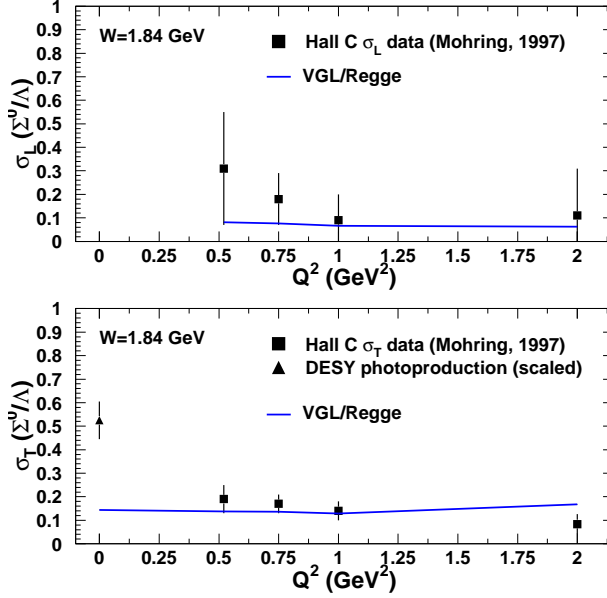 W=1.84 GeV
Hall C σL data (Mohring, 1997)
VGL/Regge
σL (Σ0/Λ)
1
0.9
0.8
0.7
0.6
0.5
0.4
0.3
0.2
0.1
0
0 0.25 0.5 0.75 1 1.25 1.5 1.75 2
Q2 (GeV2)
W=1.84 GeV
Hall C σT data (Mohring, 1997)
DESY photoproduction (scaled)
VGL/Regge
σT (Σ0/Λ)
1
0.9
0.8
0.7
0.6
0.5
0.4
0.3
0.2
0.1
0
0 0.25 0.5 0.75 1 1.25 1.5 1.75 2
Q2 (GeV2)